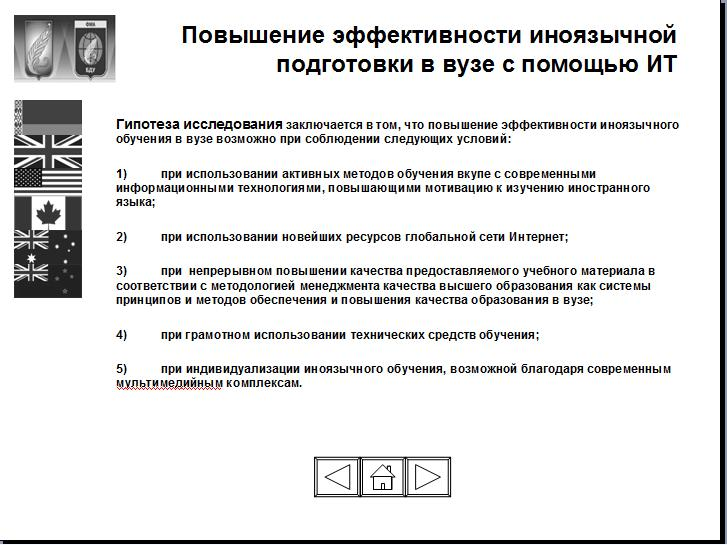 ФМА
БДУ
Повышение эффективности иноязычной
подготовки в вузе с помощью ИТ
Гипотеза исследования заключается в том, что повышение эффективности иноязычного
обучения в вузе возможно при соблюдении следующих условий:
1) при использовании активных методов обучения вкупе с современными
информационными технологиями, повышающими мотивацию к изучению иностранного
языка;
2) при использовании новейших ресурсов глобальной сети Интернет;
3) при непрерывном повышении качества предоставляемого учебного материала в
соответствии с методологией менеджмента качества высшего образования как системы
принципов и методов обеспечения и повышения качества образования в вузе;
4) при грамотном использовании технических средств обучения;
5) при индивидуализации иноязычного обучения, возможной благодаря современным
мультимедийным комплексам.